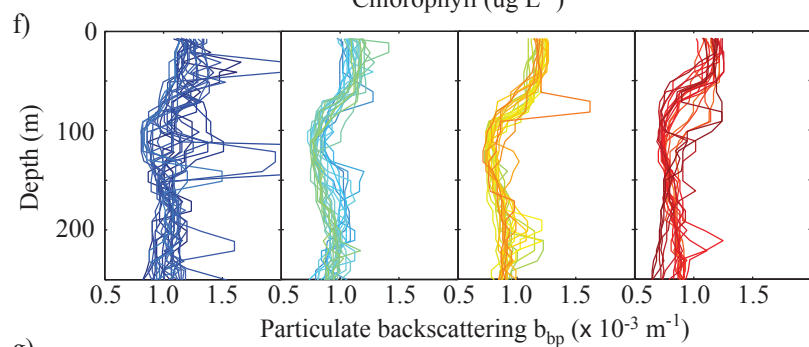 Chlorophyll (ug L⁻¹)
f)
0
100
200
Depth (m)
0.5 1.0 1.5 0.5 1.0 1.5 0.5 1.0 1.5 0.5 1.0 1.5
Particulate backscattering b_bp (x 10⁻³ m⁻¹)